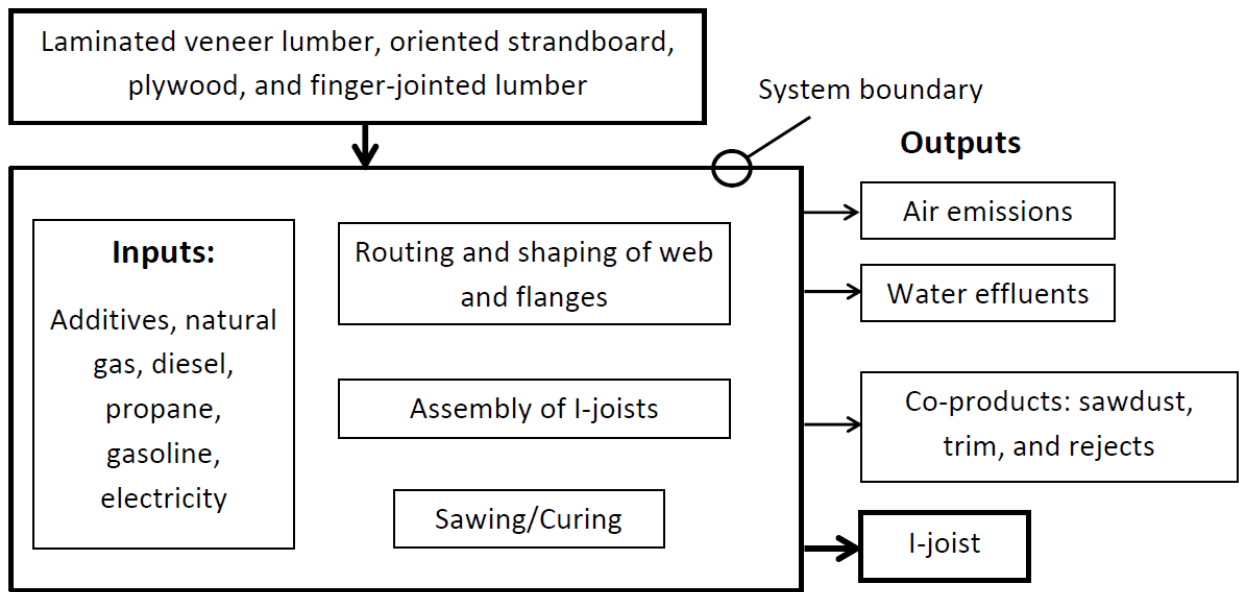 Laminated veneer lumber, oriented strandboard,
plywood, and finger-jointed lumber
System boundary
Outputs
Inputs:
Additives, natural
gas, diesel,
propane,
gasoline,
electricity
Routing and shaping of web
and flanges
Assembly of I-joists
Sawing/Curing
Air emissions
Water effluents
Co-products: sawdust,
trim, and rejects
I-joist